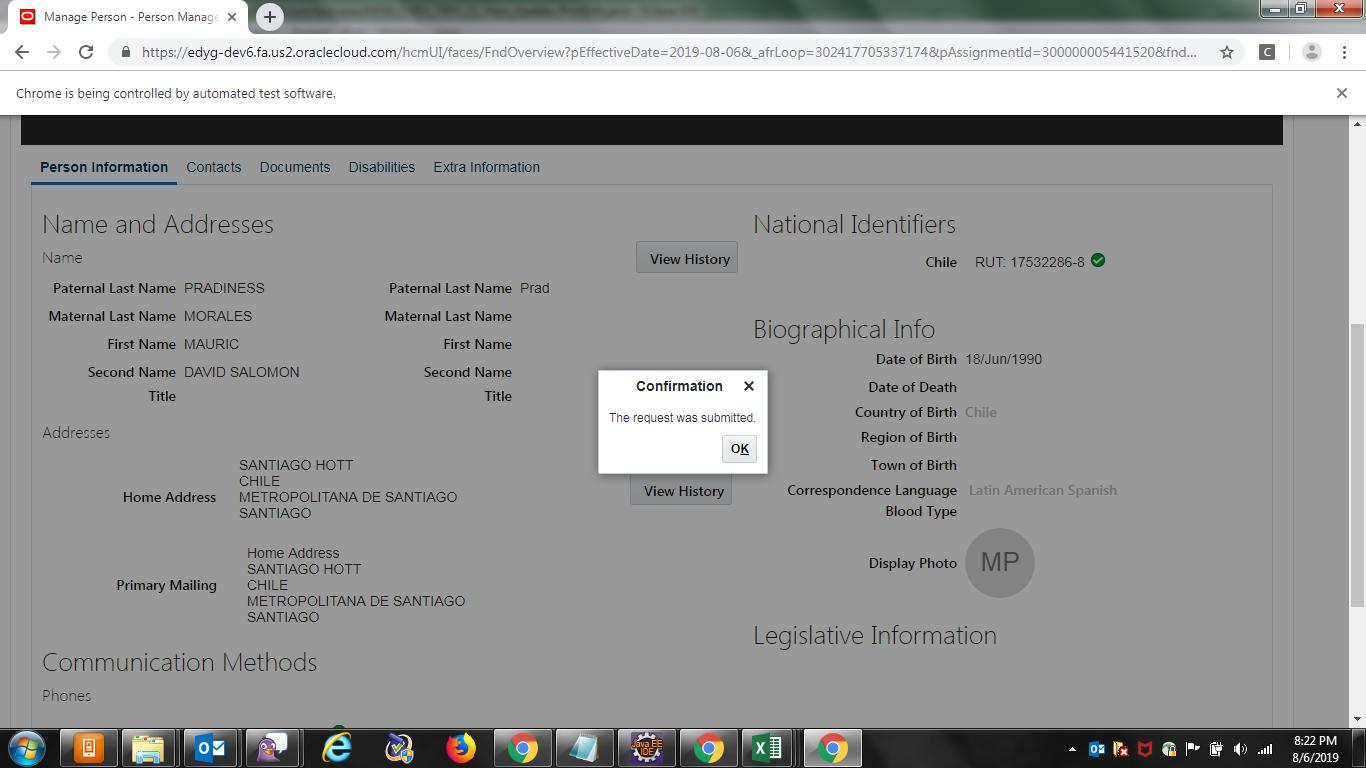 Manage Person - Person Manage
https://edyg-dev6.fa.us2.oraclecloud.com/hcmUI/faces/FndOverview?pEffectiveDate=2019-08-06&_afrLoop=302417705337174&pAssignmentId=300000005441520&fnd...
C
Chrome is being controlled by automated test software.
Person Information Contacts Documents Disabilities Extra Information
Name and Addresses
Name
View History
Paternal Last Name PRADINESS Paternal Last Name Prad
Maternal Last Name MORALES Maternal Last Name
First Name MAURIC First Name
Second Name DAVID SALOMON Second Name
Title Title
Addresses
Home Address
SANTIAGO HOTT
CHILE
METROPOLITANA DE SANTIAGO
SANTIAGO
View History
Primary Mailing
Home Address
SANTIAGO HOTT
CHILE
METROPOLITANA DE SANTIAGO
SANTIAGO
Communication Methods
Phones
National Identifiers
Chile RUT: 17532286-8
Biographical Info
Date of Birth 18/Jun/1990
Date of Death
Country of Birth Chile
Region of Birth
Town of Birth
Correspondence Language Latin American Spanish
Blood Type
Display Photo MP
Legislative Information
Confirmation
The request was submitted.
OK
Java EE
IDE
8:22 PM
8/6/2019